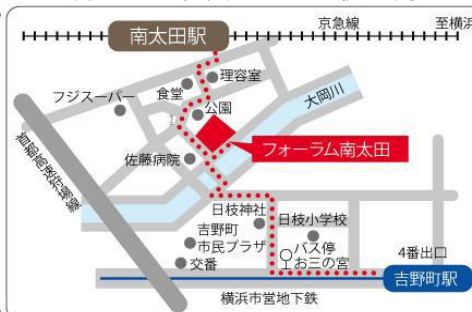 京急線
至横浜
南太田駅
理容室
食堂
フジスーパー
公園
大岡川
首都高速狩場線
フォーラム南太田
佐藤病院
日枝神社
日枝小学校
吉野町
市民プラザ
バス停
お三の宮
4番出口
交番
吉野町駅
横浜市営地下鉄